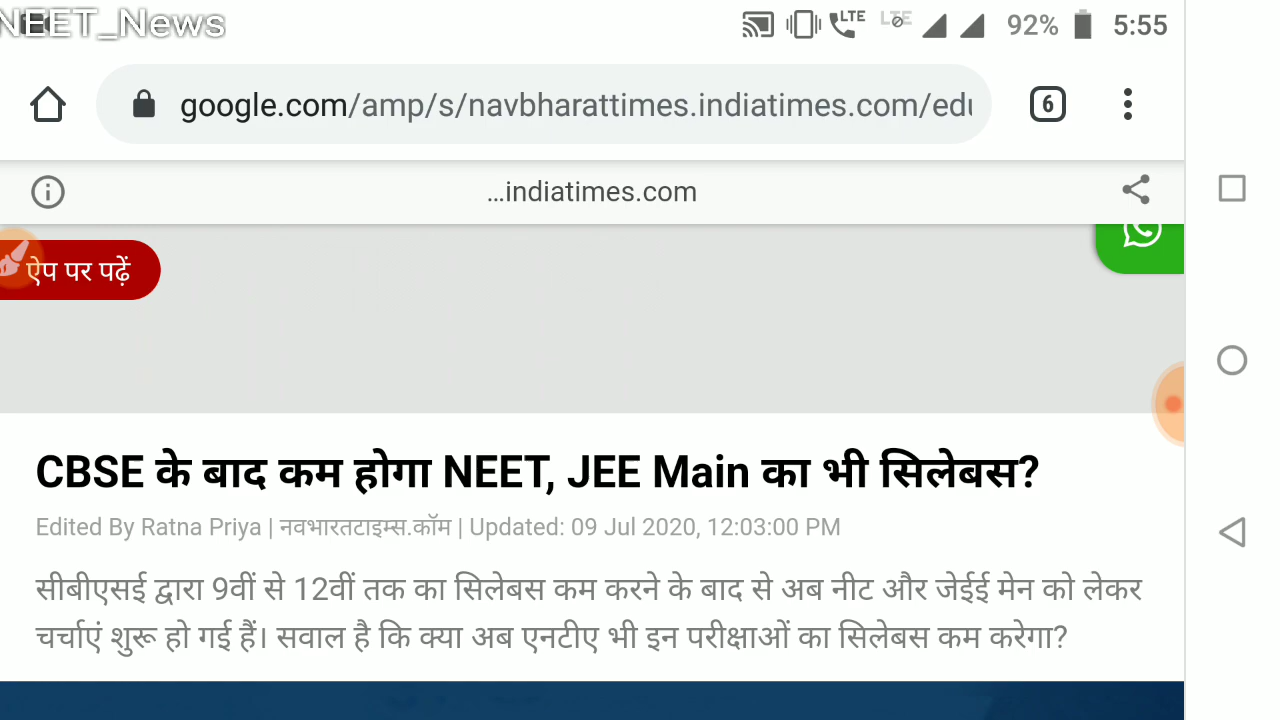 NEET_News
LTE LTE 92% 5:55
google.com/amp/s/navbharattimes.indiatimes.com/edu
6
...indiatimes.com
ऐप पर पढ़ें
CBSE के बाद कम होगा NEET, JEE Main का भी सिलेबस?
Edited By Ratna Priya | नवभारतटाइम्स.कॉम | Updated: 09 Jul 2020, 12:03:00 PM
सीबीएसई द्वारा 9वीं से 12वीं तक का सिलेबस कम करने के बाद से अब नीट और जेईई मेन को लेकर
चर्चाएं शुरू हो गई हैं। सवाल है कि क्या अब एनटीए भी इन परीक्षाओं का सिलेबस कम करेगा?